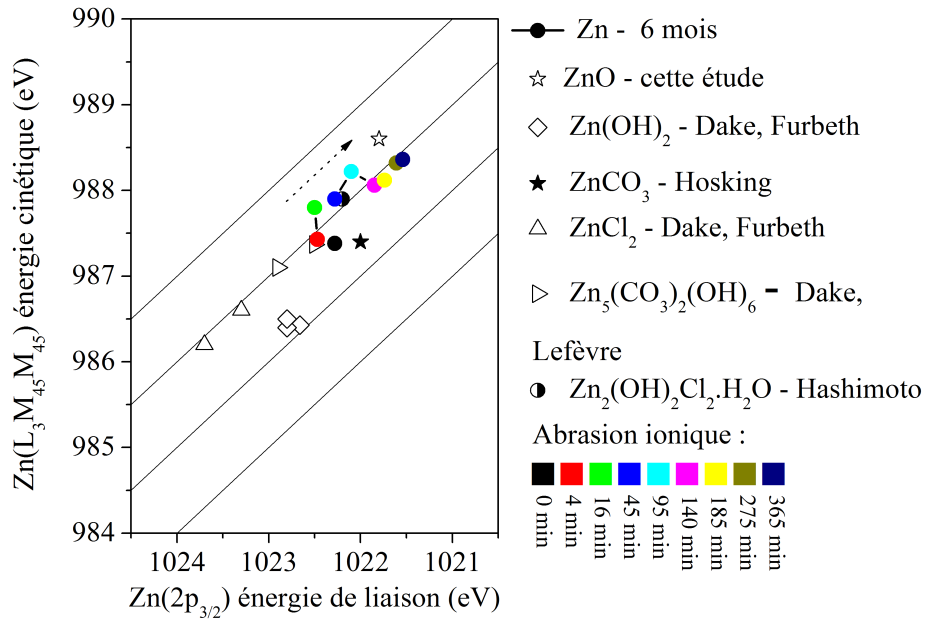 990
989
988
987
986
985
984
Zn(L₃M₄₅M₄₅) énergie cinétique (eV)
1024
1023
1022
1021
Zn(2p₃/₂) énergie de liaison (eV)
Zn - 6 mois
ZnO - cette étude
Zn(OH)₂ - Dake, Furbeth
ZnCO₃ - Hosking
ZnCl₂ - Dake, Furbeth
Zn₅(CO₃)₂(OH)₆ - Dake,
Lefèvre
Zn₂(OH)₂Cl₂.H₂O - Hashimoto
Abrasion ionique :
0 min
4 min
16 min
45 min
95 min
140 min
185 min
275 min
365 min